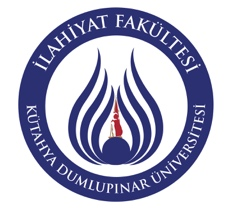 İLAHİYAT FAKÜLTESİ
KÜTAHYA DUMLUPINAR ÜNİVERSİTESİ